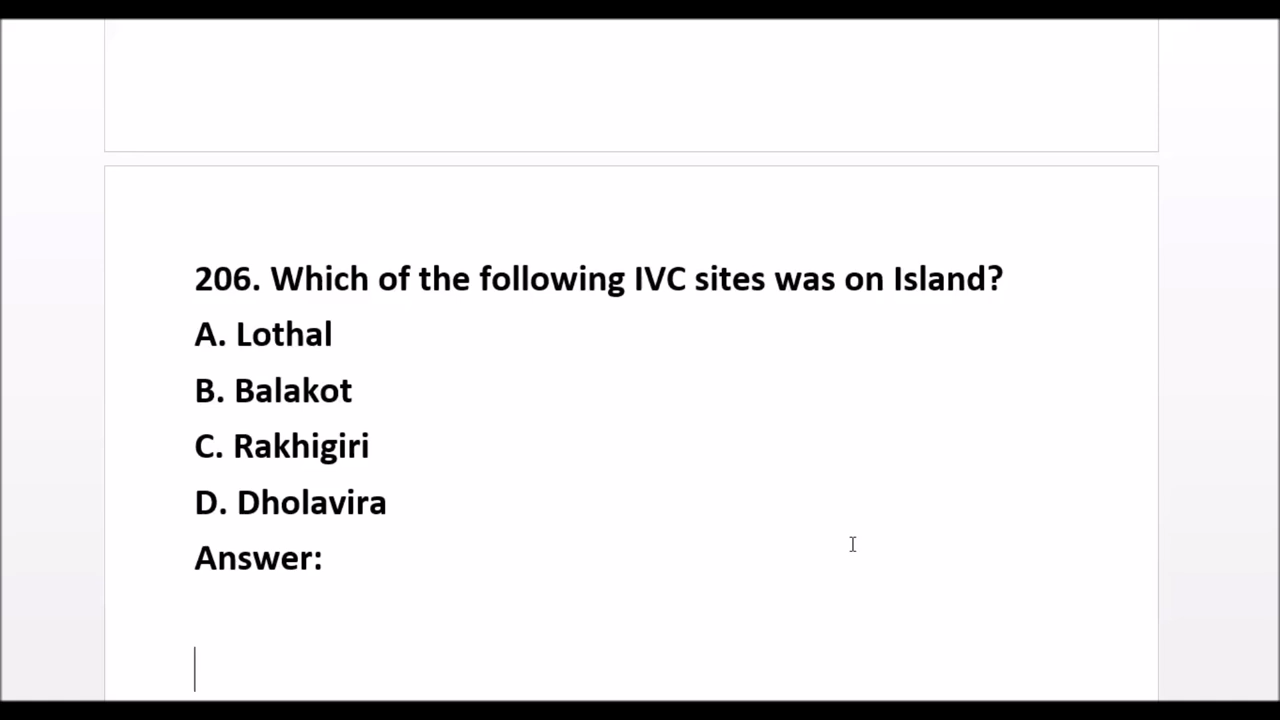 206. Which of the following IVC sites was on Island?
A. Lothal
B. Balakot
C. Rakhigiri
D. Dholavira
Answer: